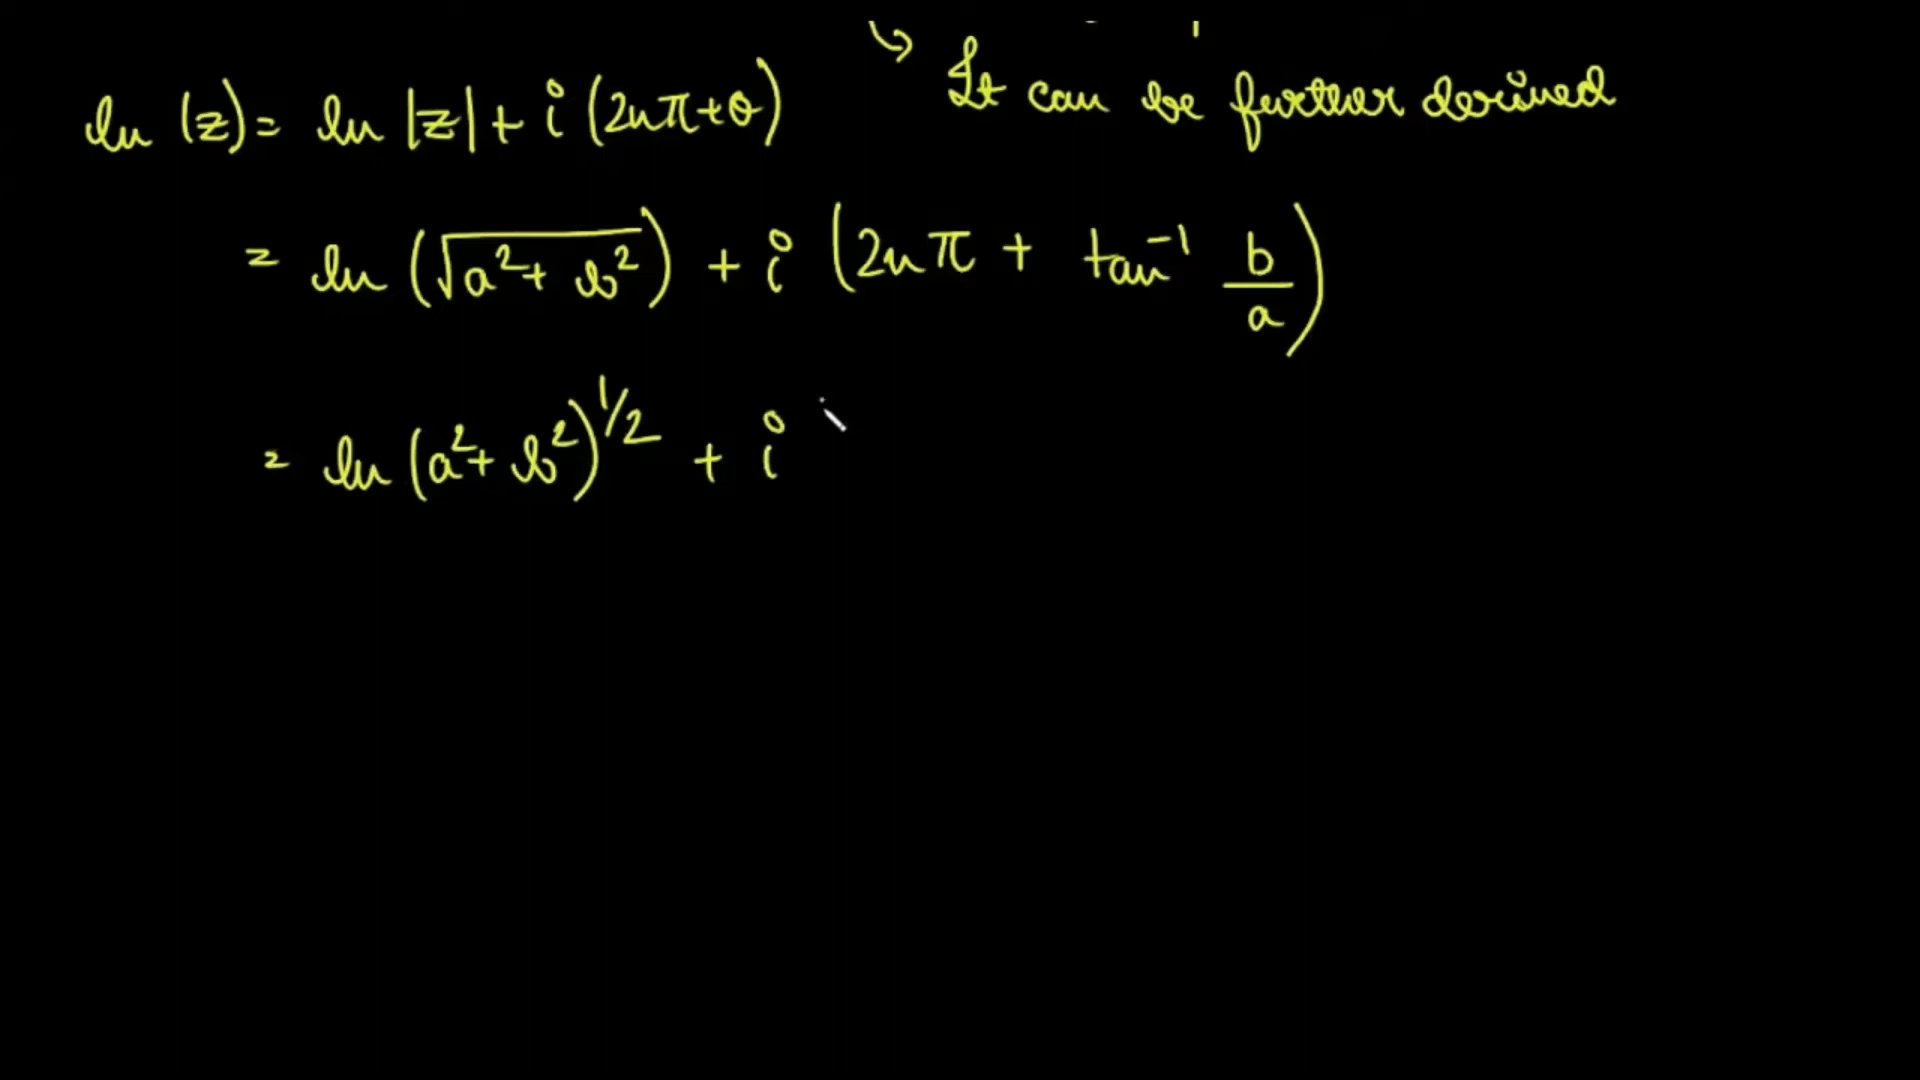 ↳ It can be further derived
ln (z) = ln |z| + i (2nπ + θ)
= ln (√a² + b²) + i (2nπ + tan⁻¹ b/a)
= ln (a² + b²)^1/2 + i